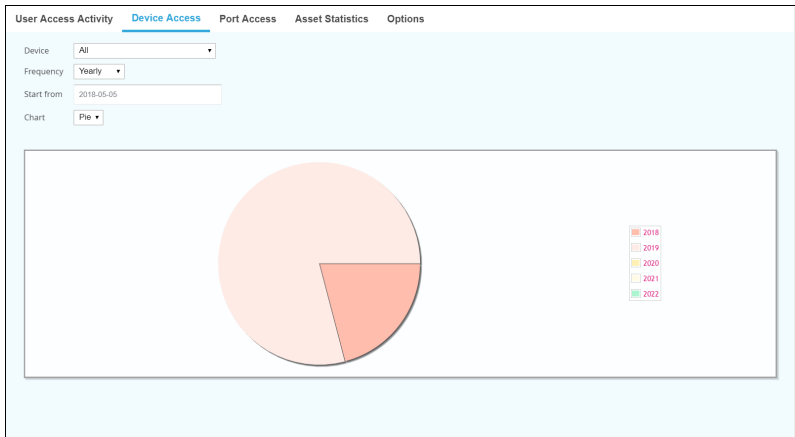 User Access Activity Device Access Port Access Asset Statistics Options
Device All
Frequency Yearly
Start from 2018-05-05
Chart Pie
2018
2019
2020
2021
2022